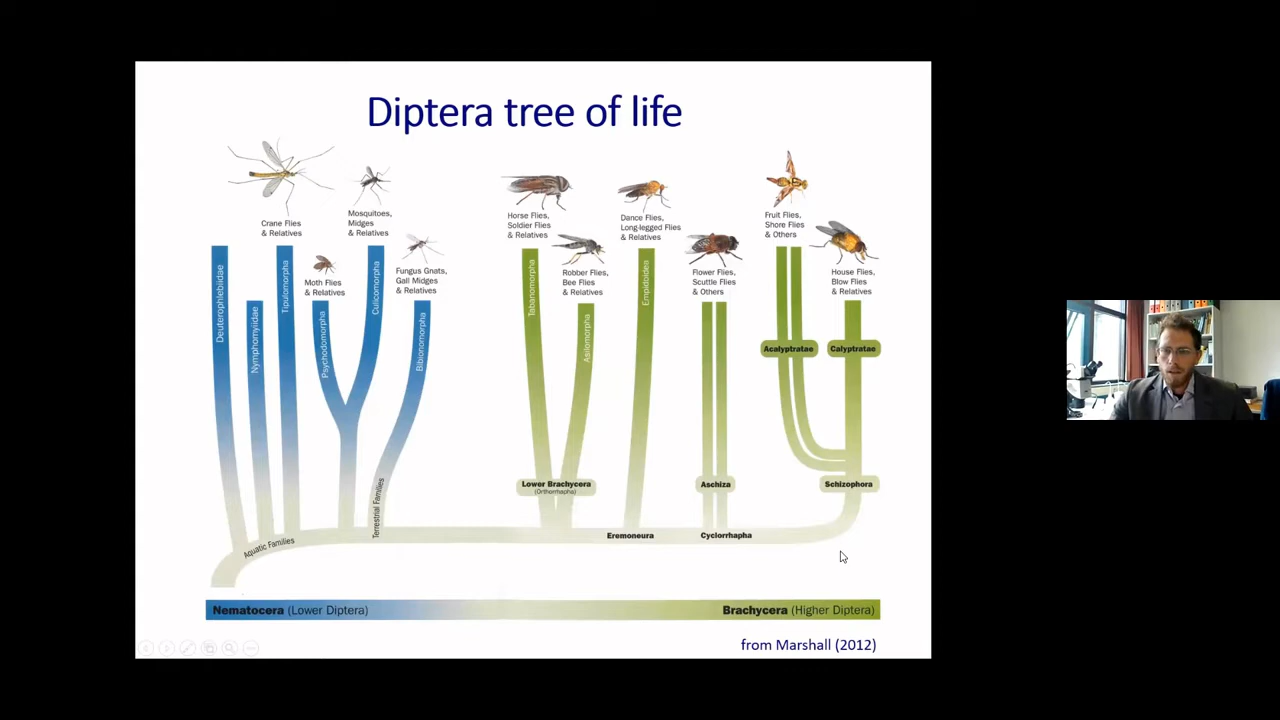 Diptera tree of life
Crane Flies
& Relatives
Mosquitoes,
Midges
& Relatives
Moth Flies
& Relatives
Fungus Gnats,
Gall Midges
& Relatives
Horse Flies,
Soldier Flies
& Relatives
Robber Flies,
Bee Flies
& Relatives
Dance Flies,
Long-legged Flies
& Relatives
Flower Flies,
Scuttle Flies
& Others
Fruit Flies,
Shore Flies
& Others
House Flies,
Blow Flies
& Relatives
Deuterophlebiidae
Nymphomyiidae
Tipulomorpha
Psychodomorpha
Culicomorpha
Bibionomorpha
Tabanomorpha
Asilomorpha
Empidoidea
Acalyptratae
Calyptratae
Lower Brachycera
(Orthorrhapha)
Aschiza
Schizophora
Aquatic Families
Terrestrial Families
Eremoneura
Cyclorrhapha
Nematocera (Lower Diptera)
Brachycera (Higher Diptera)
from Marshall (2012)